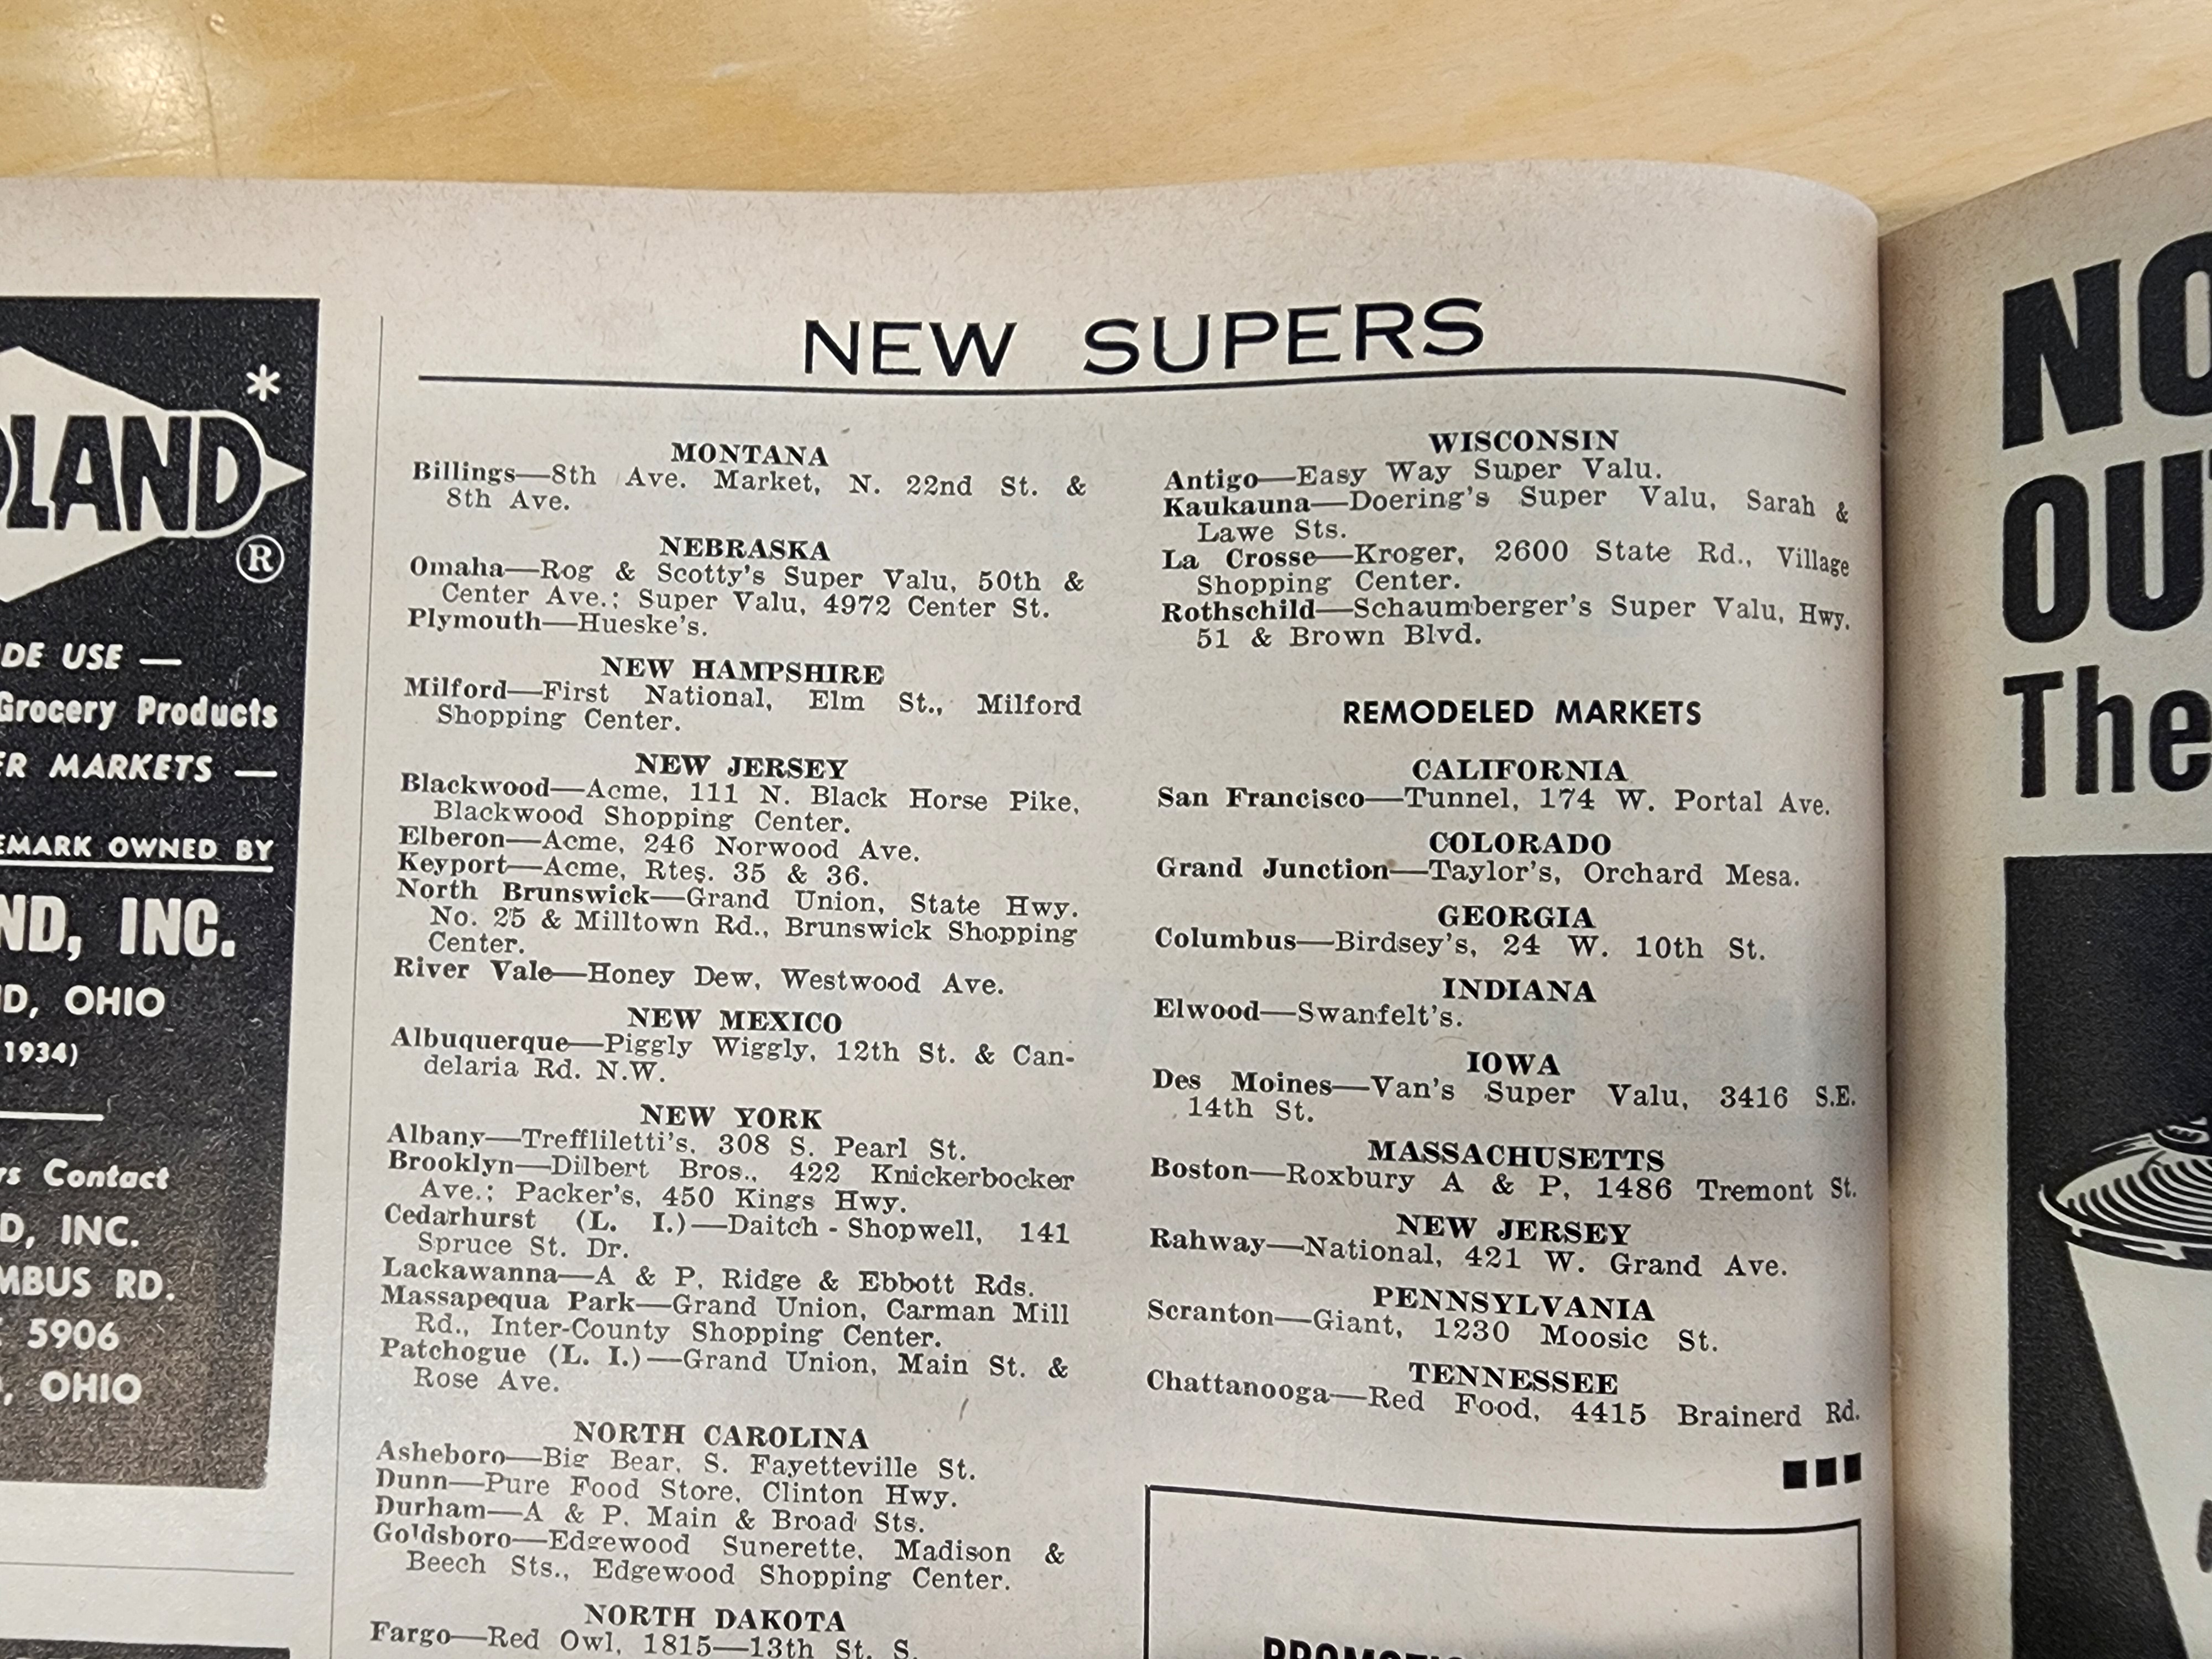 *
LAND
®
DE USE —
Grocery Products
ER MARKETS —
EMARK OWNED BY
ND, INC.
D, OHIO
1934)
rs Contact
D, INC.
MBUS RD.
5906
, OHIO
NEW SUPERS
MONTANA
Billings—8th Ave. Market, N. 22nd St. &
8th Ave.
NEBRASKA
Omaha—Rog & Scotty's Super Valu, 50th &
Center Ave.; Super Valu, 4972 Center St.
Plymouth—Hueske's.
NEW HAMPSHIRE
Milford—First National, Elm St., Milford
Shopping Center.
NEW JERSEY
Blackwood—Acme, 111 N. Black Horse Pike,
Blackwood Shopping Center.
Elberon—Acme, 246 Norwood Ave.
Keyport—Acme, Rtes. 35 & 36.
North Brunswick—Grand Union, State Hwy.
No. 25 & Milltown Rd., Brunswick Shopping
Center.
River Vale—Honey Dew, Westwood Ave.
NEW MEXICO
Albuquerque—Piggly Wiggly, 12th St. & Can-
delaria Rd. N.W.
NEW YORK
Albany—Treffliletti's, 308 S. Pearl St.
Brooklyn—Dilbert Bros., 422 Knickerbocker
Ave.; Packer's, 450 Kings Hwy.
Cedarhurst (L. I.)—Daitch - Shopwell, 141
Spruce St. Dr.
Lackawanna—A & P, Ridge & Ebbott Rds.
Massapequa Park—Grand Union, Carman Mill
Rd., Inter-County Shopping Center.
Patchogue (L. I.)—Grand Union, Main St. &
Rose Ave.
NORTH CAROLINA
Asheboro—Big Bear, S. Fayetteville St.
Dunn—Pure Food Store, Clinton Hwy.
Durham—A & P, Main & Broad Sts.
Goldsboro—Edgewood Superette, Madison &
Beech Sts., Edgewood Shopping Center.
NORTH DAKOTA
Fargo—Red Owl, 1815—13th St. S.
WISCONSIN
Antigo—Easy Way Super Valu.
Kaukauna—Doering's Super Valu, Sarah &
Lawe Sts.
La Crosse—Kroger, 2600 State Rd., Village
Shopping Center.
Rothschild—Schaumberger's Super Valu, Hwy.
51 & Brown Blvd.
REMODELED MARKETS
CALIFORNIA
San Francisco—Tunnel, 174 W. Portal Ave.
COLORADO
Grand Junction—Taylor's, Orchard Mesa.
GEORGIA
Columbus—Birdsey's, 24 W. 10th St.
INDIANA
Elwood—Swanfelt's.
IOWA
Des Moines—Van's Super Valu, 3416 S.E.
14th St.
MASSACHUSETTS
Boston—Roxbury A & P, 1486 Tremont St.
NEW JERSEY
Rahway—National, 421 W. Grand Ave.
PENNSYLVANIA
Scranton—Giant, 1230 Moosic St.
TENNESSEE
Chattanooga—Red Food, 4415 Brainerd Rd.
NO
OU
The